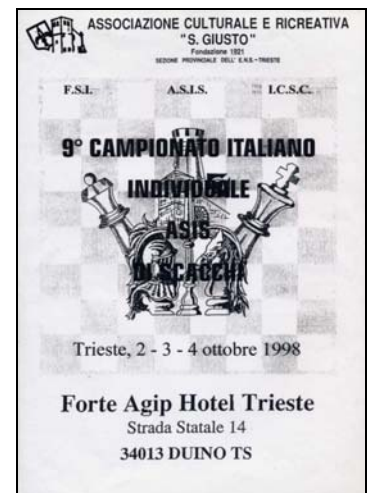 ASSOCIAZIONE CULTURALE E RICREATIVA
"S. GIUSTO"
Fondazione 1921
SEZIONE PROVINCIALE DELL' E.N.S. - TRIESTE
F.S.I. A.S.I.S. I.C.S.C.
9° CAMPIONATO ITALIANO
INDIVIDUALE
ASIS
DI SCACCHI
Trieste, 2 - 3 - 4 ottobre 1998
Forte Agip Hotel Trieste
Strada Statale 14
34013 DUINO TS